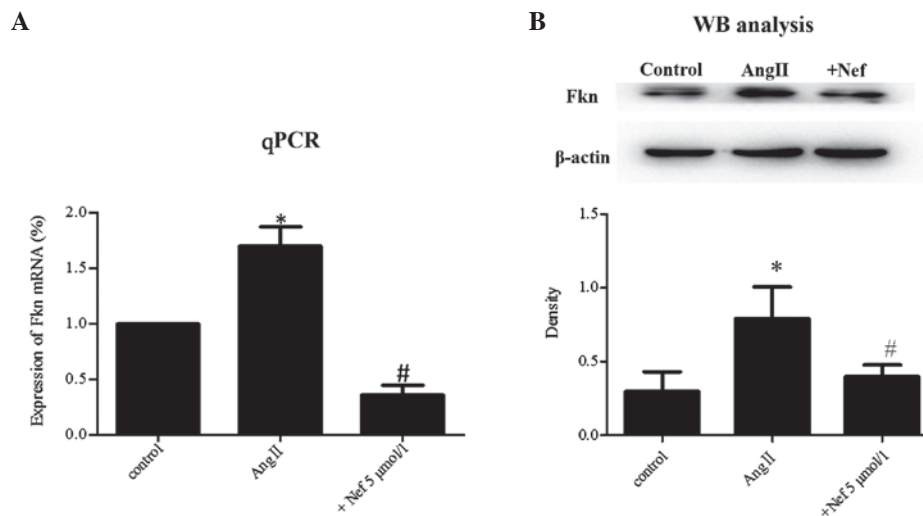 A
qPCR
Expression of Fkn mRNA (%)
2.0
1.5
1.0
0.5
0.0
*
#
control
AngII
+ Nef 5 μmol/l
B
WB analysis
Control AngII +Nef
Fkn
β-actin
Density
1.5
1.0
0.5
0.0
*
#
control
AngII
+ Nef 5 μmol/l